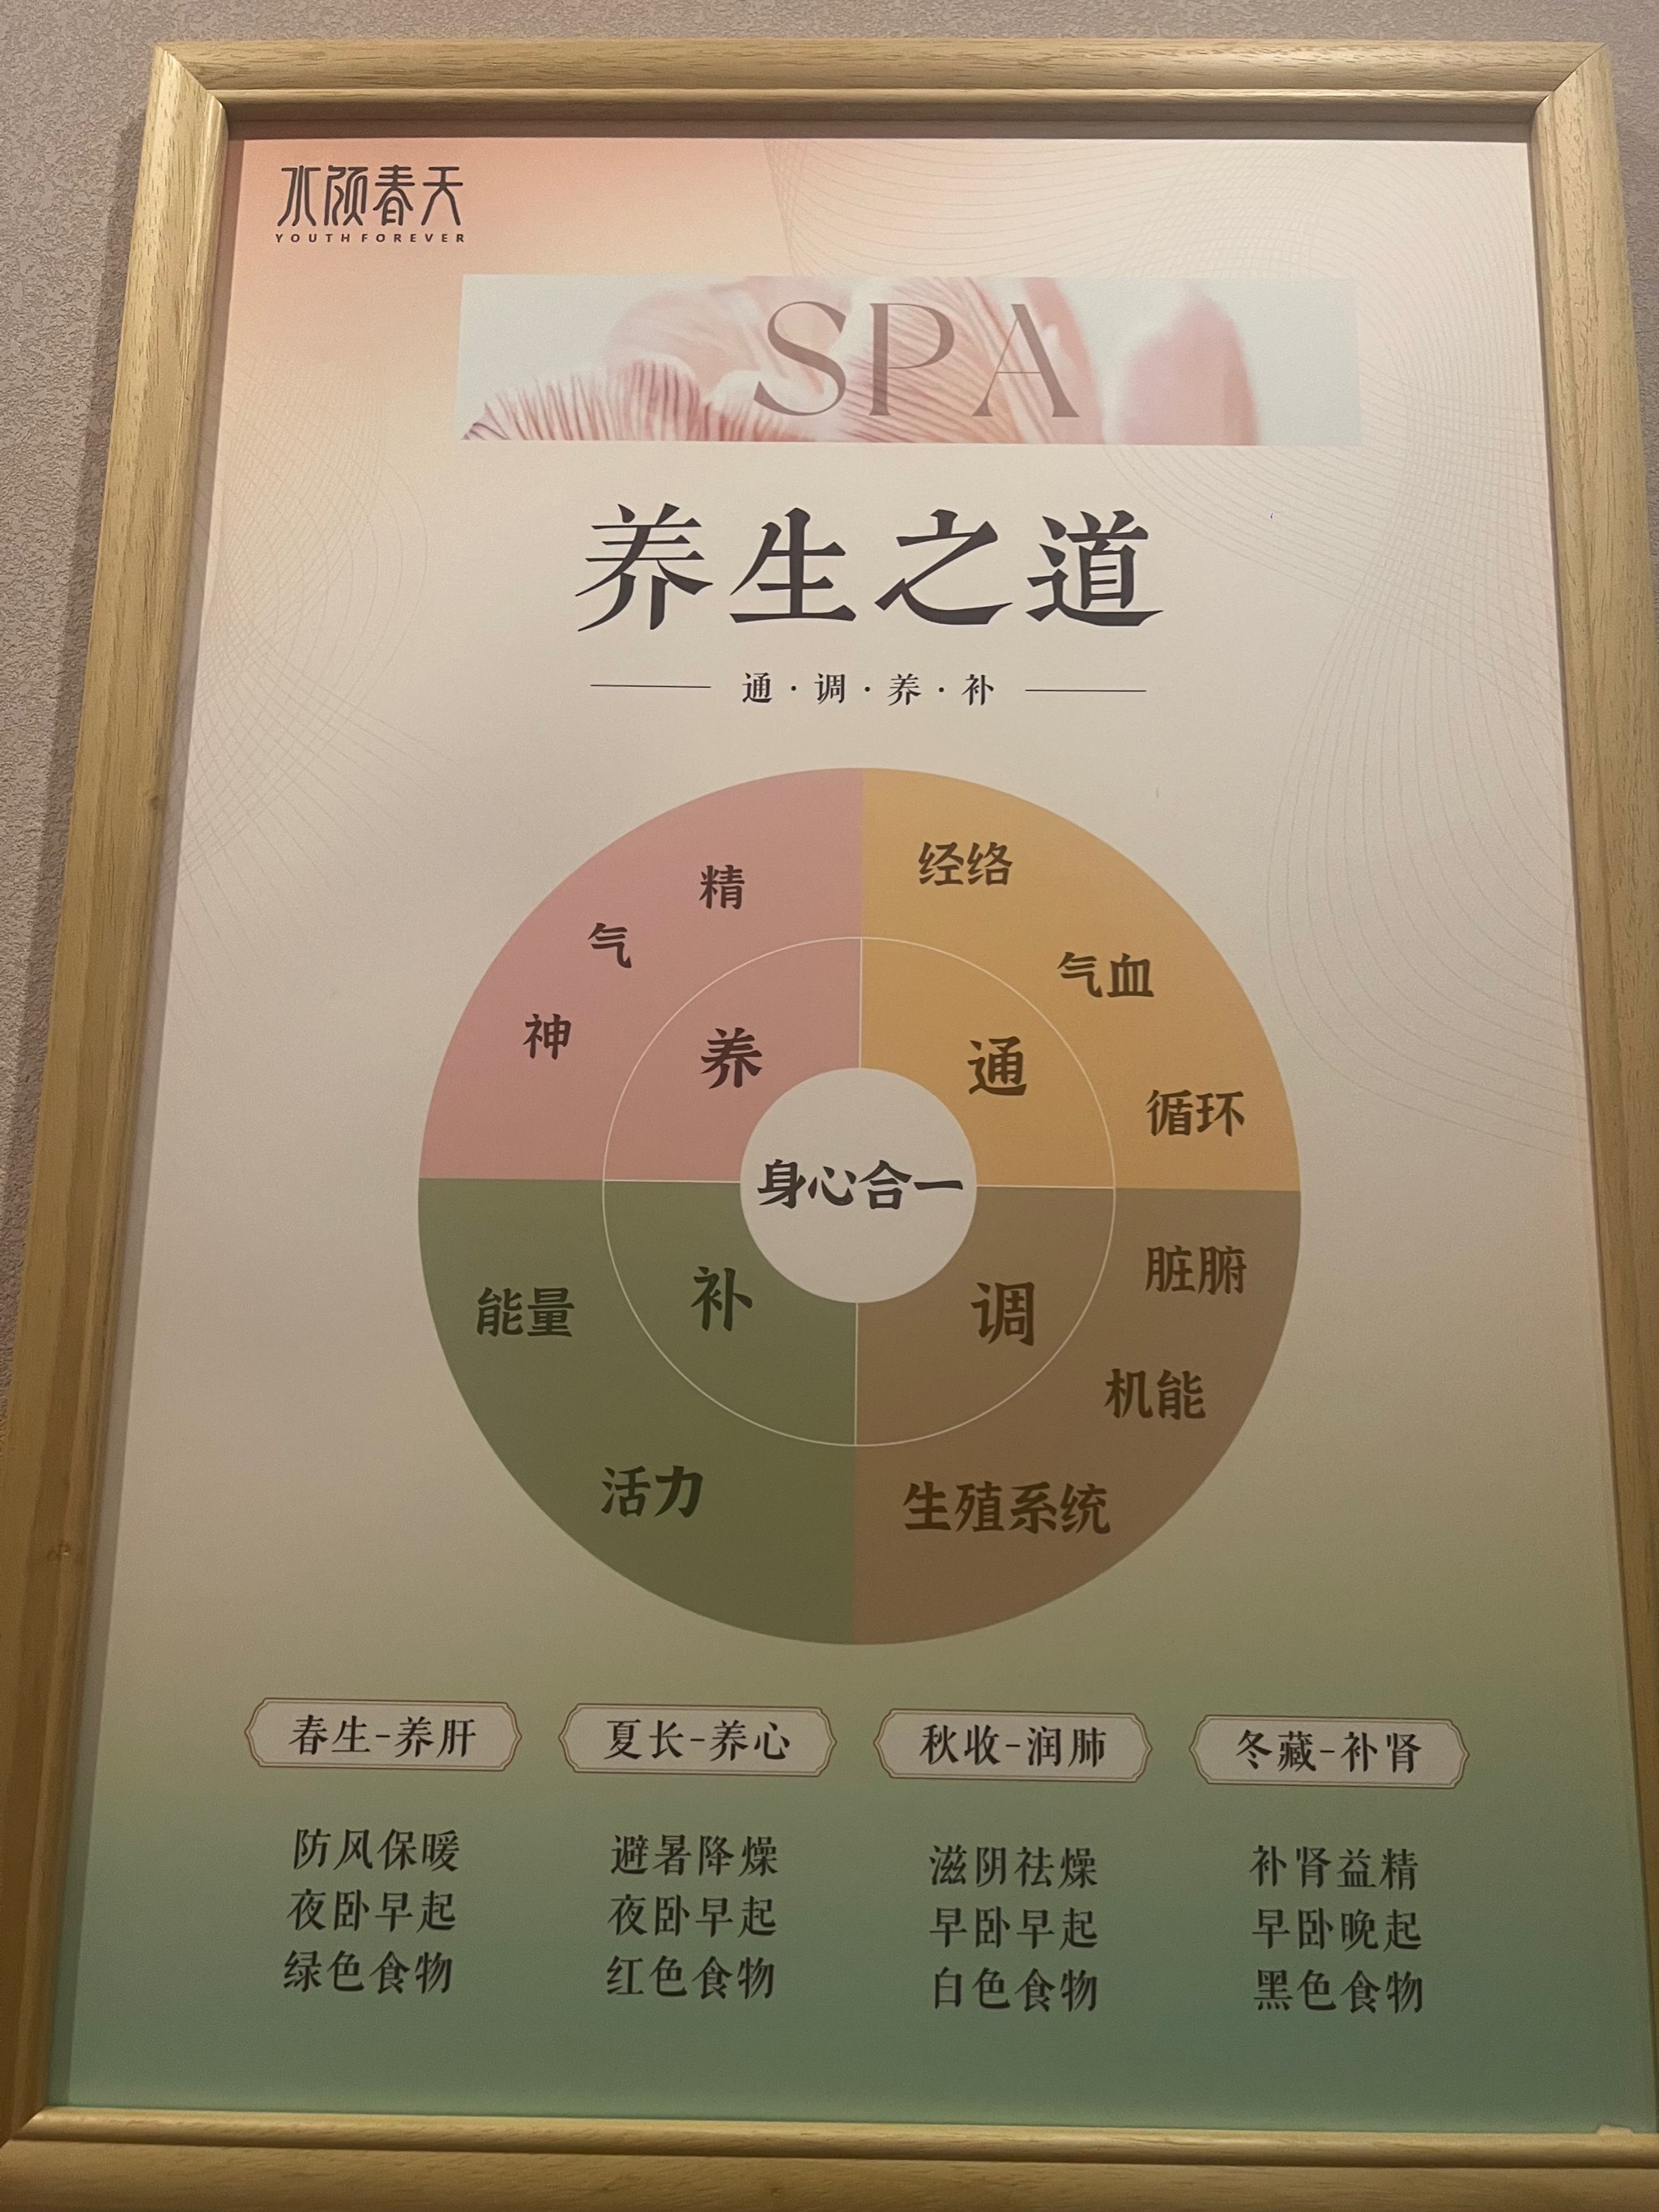 水颜春天
YOUTH FOREVER
SPA
养生之道
通·调·养·补
精
气
神
养
经络
气血
循环
通
身心合一
能量
活力
补
脏腑
机能
生殖系统
调
春生-养肝
防风保暖
夜卧早起
绿色食物
夏长-养心
避暑降燥
夜卧早起
红色食物
秋收-润肺
滋阴祛燥
早卧早起
白色食物
冬藏-补肾
补肾益精
早卧晚起
黑色食物